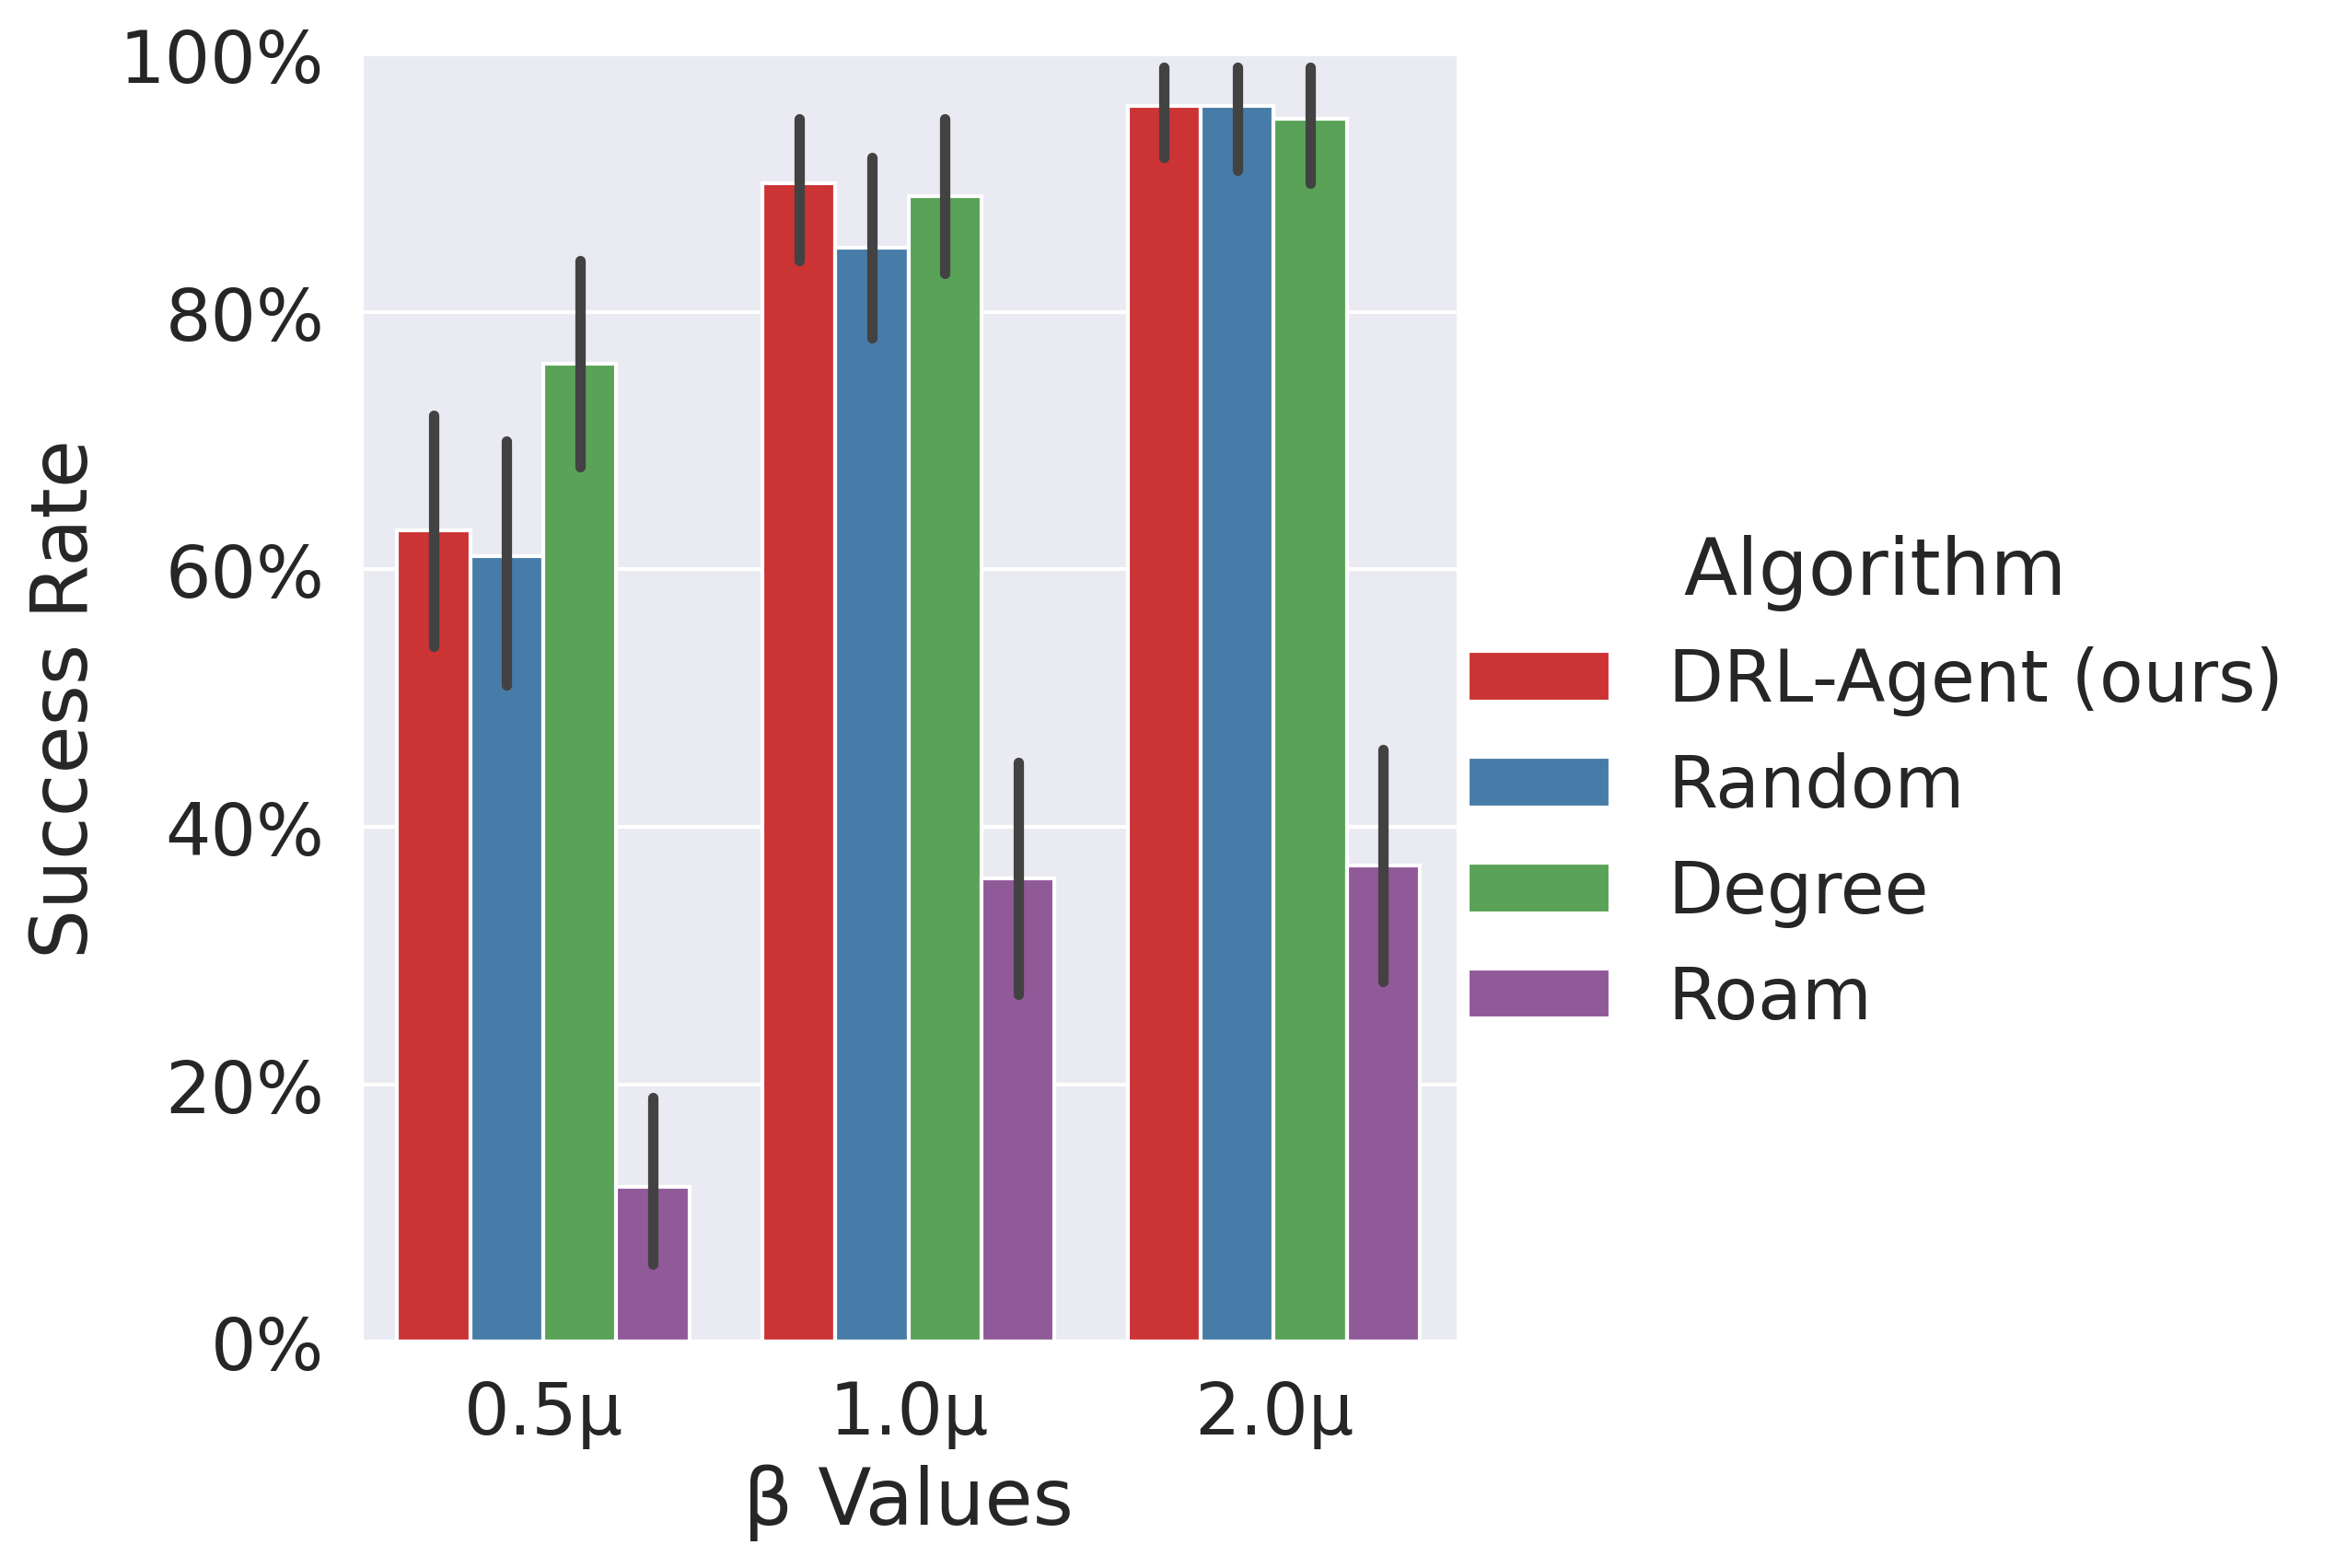 100%
80%
60%
40%
20%
0%
Success Rate
0.5µ
1.0µ
2.0µ
β Values
Algorithm
DRL-Agent (ours)
Random
Degree
Roam